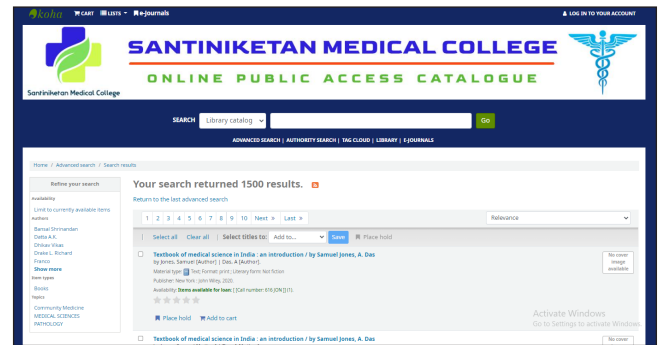 koha CART LISTS e-Journals LOG IN TO YOUR ACCOUNT
SANTINIKETAN MEDICAL COLLEGE
ONLINE PUBLIC ACCESS CATALOGUE
Santiniketan Medical College
SEARCH Library catalog Go
ADVANCED SEARCH | AUTHORITY SEARCH | TAG CLOUD | LIBRARY | E-JOURNALS
Home / Advanced search / Search results
Refine your search
Availability
Limit to currently available items
Authors
Bansal Shrinandan
Datta A.K.
Dhikav Vikas
Drake L. Richard
Franco
Show more
Item types
Books
Topics
Community Medicine
MEDICAL SCIENCES
PATHOLOGY
Your search returned 1500 results.
Return to the last advanced search
1 2 3 4 5 6 7 8 9 10 Next » Last » Relevance
| Select all Clear all | Select titles to: Add to... Save Place hold
Textbook of medical science in India : an introduction / by Samuel Jones, A. Das
by Jones, Samuel [Author] | Das, A [Author].
Material type: Text; Format: print ; Literary form: Not fiction
Publisher: New York : John Wiley, 2020
Availability: Items available for loan: [ [Call number: 616 JON ]] (1).
Place hold Add to cart
No cover
image
available
Activate Windows
Go to Settings to activate Windows.
Textbook of medical science in India : an introduction / by Samuel Jones, A. Das
No cover